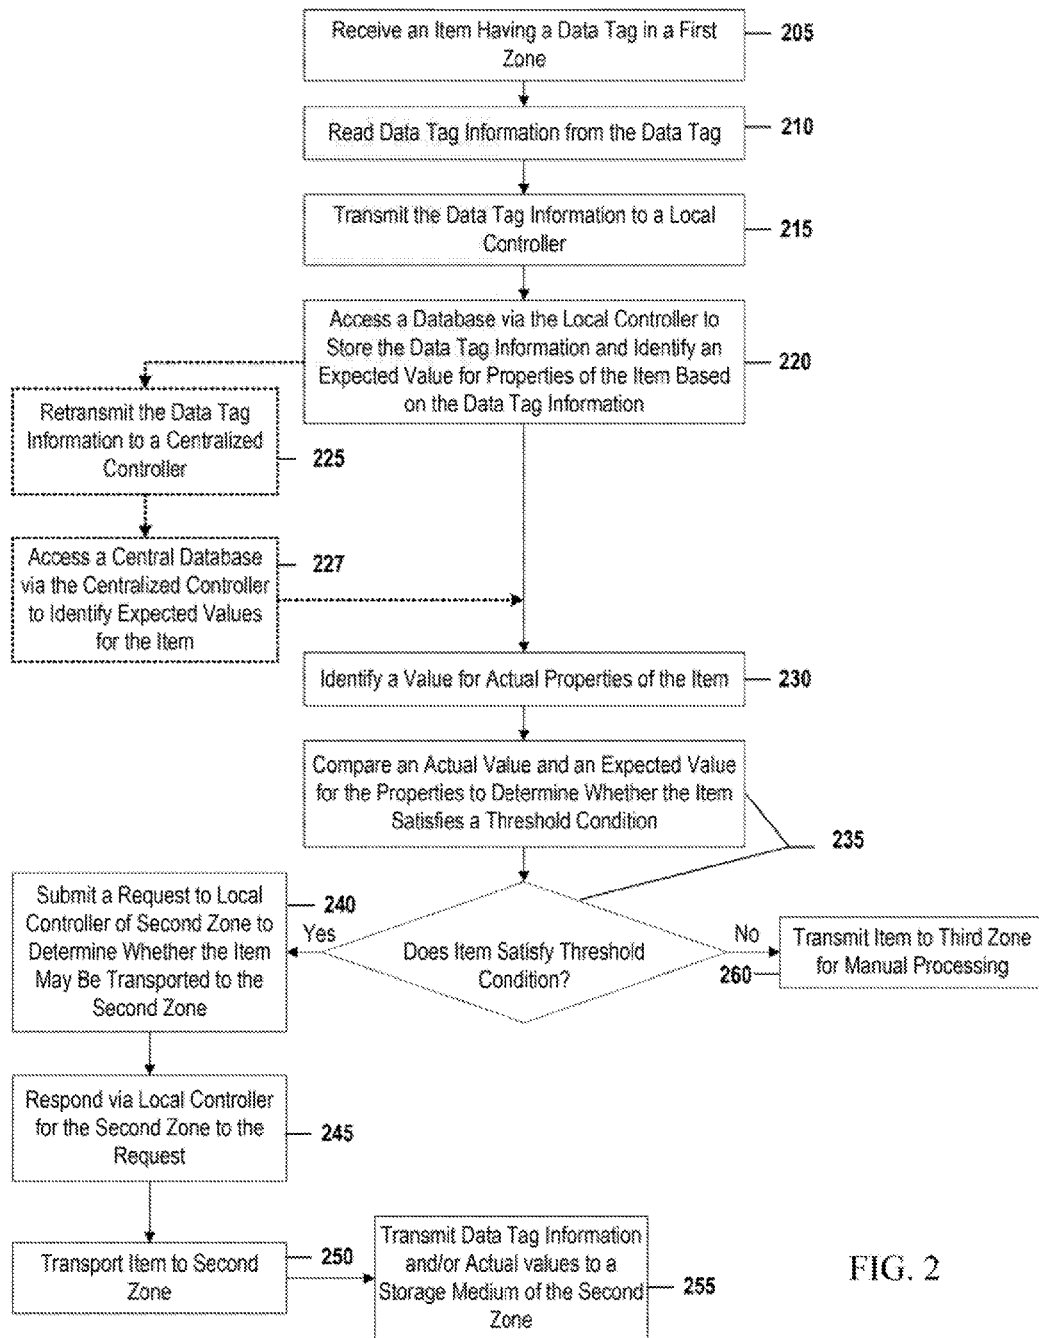 Receive an Item Having a Data Tag in a First
Zone
205
Read Data Tag Information from the Data Tag
210
Transmit the Data Tag Information to a Local
Controller
215
Access a Database via the Local Controller to
Store the Data Tag Information and Identify an
Expected Value for Properties of the Item Based
on the Data Tag Information
220
Retransmit the Data Tag
Information to a Centralized
Controller
225
Access a Central Database
via the Centralized Controller
to Identify Expected Values
for the Item
227
Identify a Value for Actual Properties of the Item
230
Compare an Actual Value and an Expected Value
for the Properties to Determine Whether the Item
Satisfies a Threshold Condition
235
Does Item Satisfy Threshold
Condition?
Yes
No
Submit a Request to Local
Controller of Second Zone to
Determine Whether the Item
May Be Transported to the
Second Zone
240
Transmit Item to Third Zone
for Manual Processing
260
Respond via Local Controller
for the Second Zone to the
Request
245
Transport Item to Second
Zone
250
Transmit Data Tag Information
and/or Actual values to a
Storage Medium of the Second
Zone
255
FIG. 2